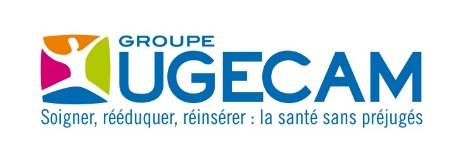 GROUPE
UGECAM
Soigner, rééduquer, réinsérer : la santé sans préjugés